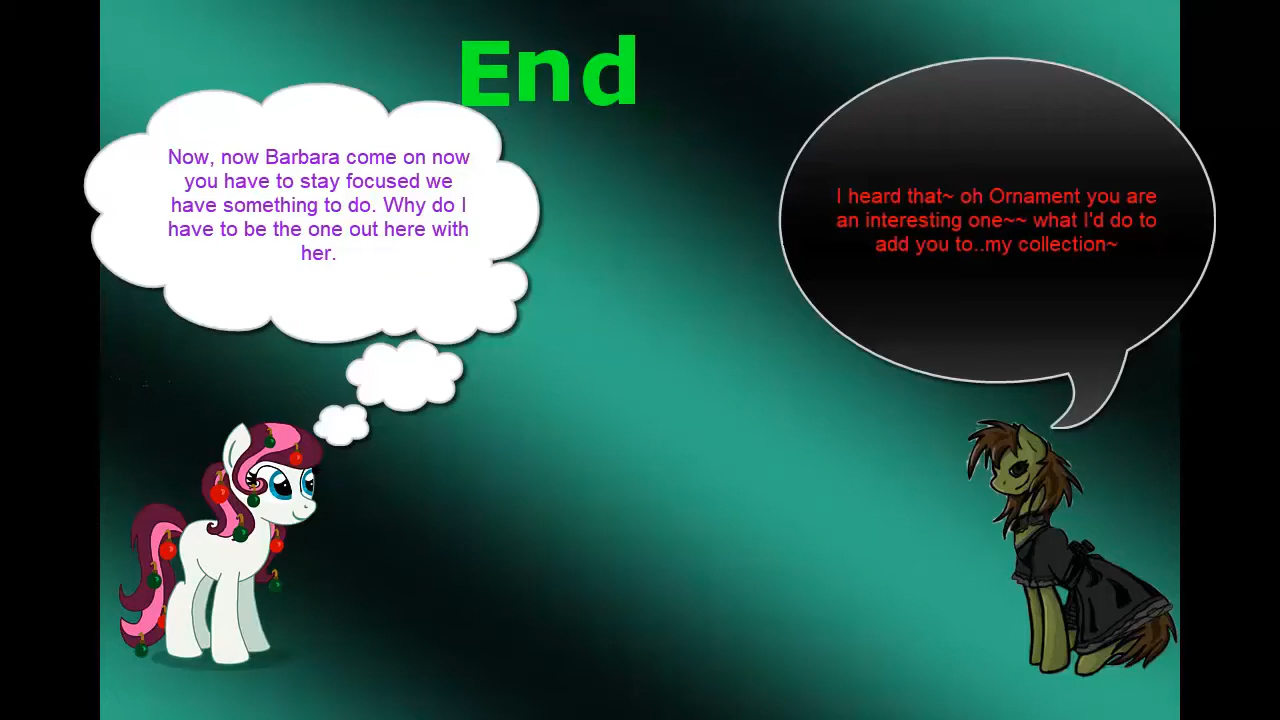 End
Now, now Barbara come on now
you have to stay focused we
have something to do. Why do I
have to be the one out here with
her.
I heard that~ oh Ornament you are
an interesting one~~ what I'd do to
add you to..my collection~